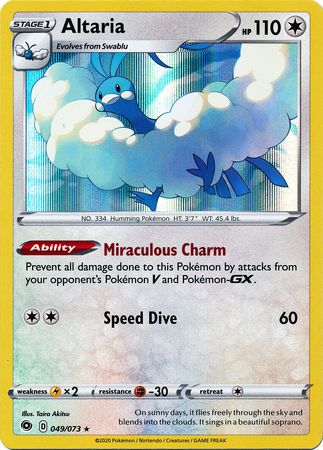 STAGE 1
Altaria
HP 110
Evolves from Swablu
NO. 334 Humming Pokémon HT: 3'7" WT: 45.4 lbs.
Ability Miraculous Charm
Prevent all damage done to this Pokémon by attacks from
your opponent's Pokémon V and Pokémon-GX.
Speed Dive 60
weakness ×2 resistance -30 retreat
Illus. Taira Akitsu
D 049/073 ★
On sunny days, it flies freely through the sky and
blends into the clouds. It sings in a beautiful soprano.
©2020 Pokémon / Nintendo / Creatures / GAME FREAK